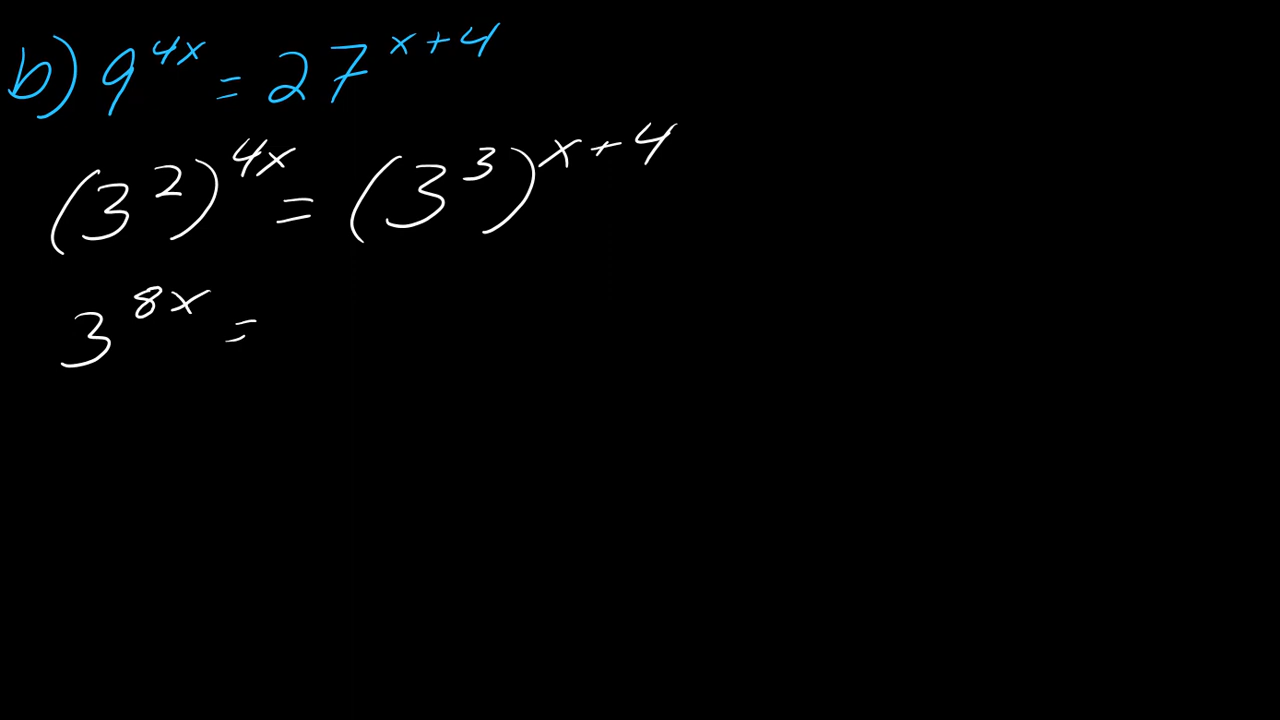 b) 9^{4x} = 27^{x+4}
(3^2)^{4x} = (3^3)^{x+4}
3^{8x} =